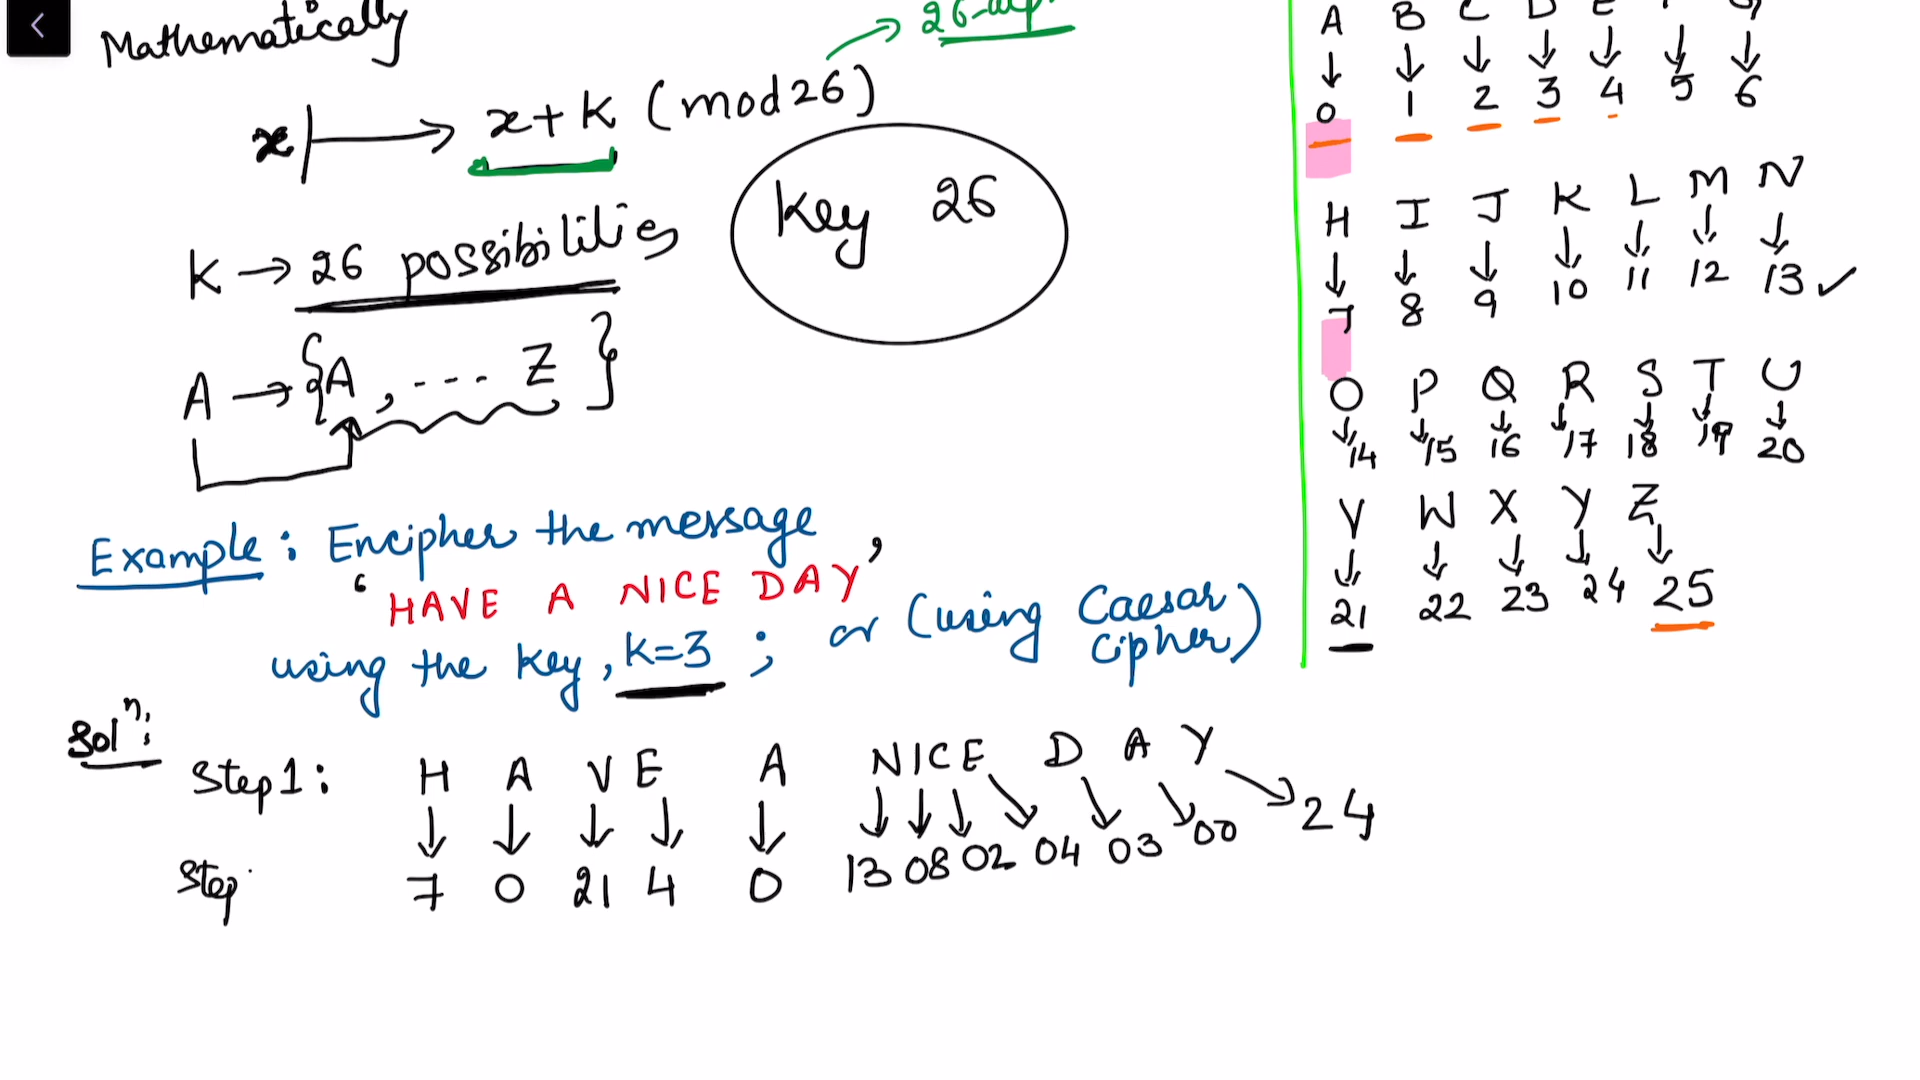 Mathematically
x ⟼ x+K (mod 26)
Key 26
K → 26 possibilities
A → {A, ---- Z}
Example : Encipher the message
‘HAVE A NICE DAY’
using the key, K=3 ; or (using Caesar cipher)
Solⁿ:
Step 1: H A V E A N I C E D A Y
Step 7 0 21 4 0 13 08 02 04 03 00 24
A B C D E
↓ ↓ ↓ ↓ ↓ ↓ ↓
0 1 2 3 4 5 6
H I J K L M N
↓ ↓ ↓ ↓ ↓ ↓ ↓
7 8 9 10 11 12 13 ✓
O P Q R S T U
↓ ↓ ↓ ↓ ↓ ↓ ↓
14 15 16 17 18 19 20
V W X Y Z
↓ ↓ ↓ ↓ ↓
21 22 23 24 25